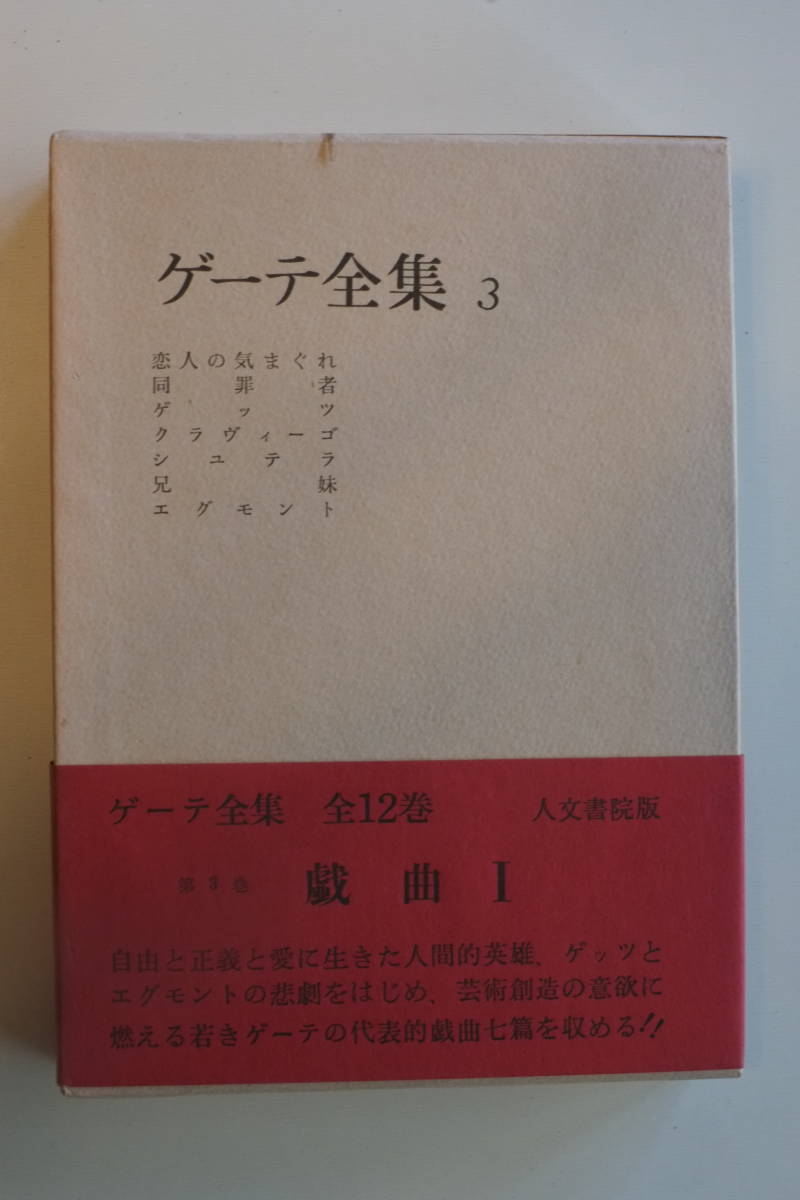 ゲーテ全集 3
恋人の気まぐれ
同罪者
ゲッツ
クラヴィーゴ
シュテラ
兄妹
エグモント
ゲーテ全集 全12巻 人文書院版
第3巻 戯曲 I
自由と正義と愛に生きた人間的英雄、ゲッツと
エグモントの悲劇をはじめ、芸術創造の意欲に
燃える若きゲーテの代表的戯曲七篇を収める!!